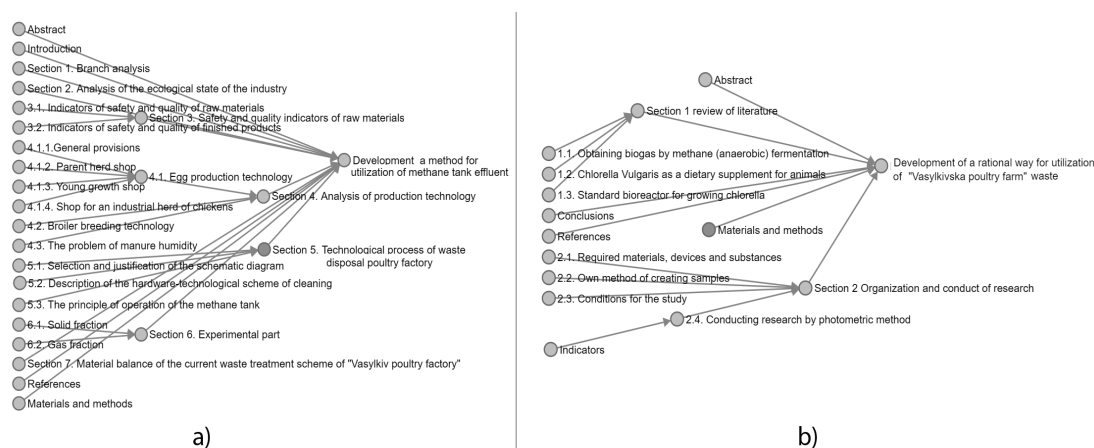 Abstract
Introduction
Section 1. Branch analysis
Section 2. Analysis of the ecological state of the industry
3.1. Indicators of safety and quality of raw materials
Section 3. Safety and quality indicators of raw materials
3.2. Indicators of safety and quality of finished products
4.1.1.General provisions
4.1.2. Parent herd shop
4.1. Egg production technology
4.1.3. Young growth shop
4.1.4. Shop for an industrial herd of chickens
4.2. Broiler breeding technology
4.3. The problem of manure humidity
5.1. Selection and justification of the schematic diagram
5.2. Description of the hardware-technological scheme of cleaning
5.3. The principle of operation of the methane tank
6.1. Solid fraction
6.2. Gas fraction
Section 7. Material balance of the current waste treatment scheme of "Vasylkiv poultry factory"
References
Materials and methods
Section 4. Analysis of production technology
Section 5. Technological process of waste
disposal poultry factory
Section 6. Experimental part
Development a method for
utilization of methane tank effluent
a)
Abstract
Section 1 review of literature
1.1. Obtaining biogas by methane (anaerobic) fermentation
1.2. Chlorella Vulgaris as a dietary supplement for animals
1.3. Standard bioreactor for growing chlorella
Conclusions
References
Materials and methods
2.1. Required materials, devices and substances
2.2. Own method of creating samples
2.3. Conditions for the study
Section 2 Organization and conduct of research
2.4. Conducting research by photometric method
Indicators
Development of a rational way for utilization
of "Vasylkivska poultry farm" waste
b)